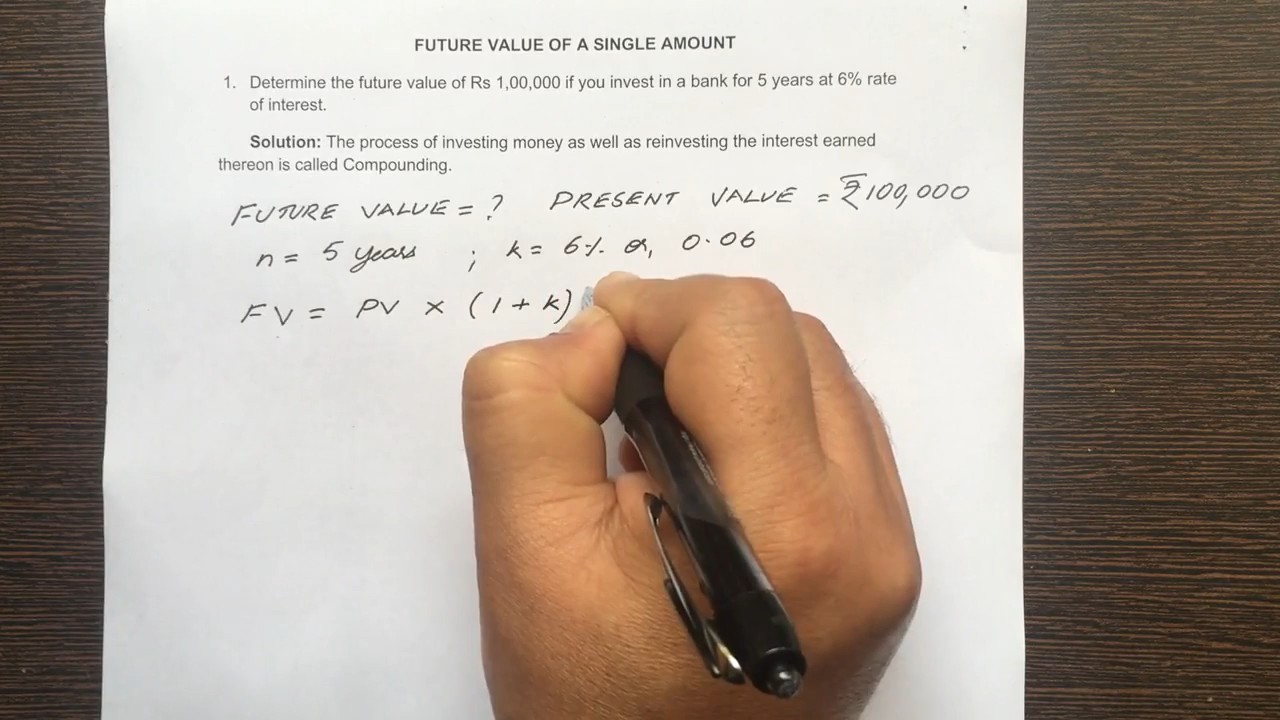 FUTURE VALUE OF A SINGLE AMOUNT
1. Determine the future value of Rs 1,00,000 if you invest in a bank for 5 years at 6% rate
of interest.
Solution: The process of investing money as well as reinvesting the interest earned
thereon is called Compounding.
FUTURE VALUE = ? PRESENT VALUE = ₹100,000
n = 5 years ; k = 6% or, 0.06
FV = PV × (1 + k)